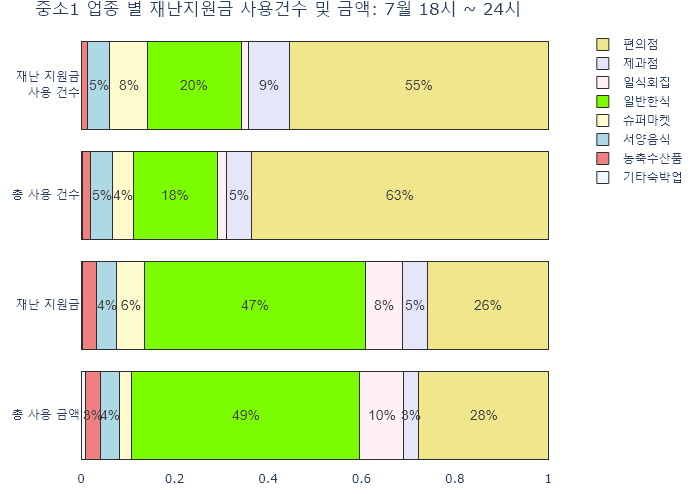 중소1 업종 별 재난지원금 사용건수 및 금액: 7월 18시 ~ 24시
재난 지원금
사용 건수
5%
8%
20%
9%
55%
총 사용 건수
5%
4%
18%
5%
63%
재난 지원금
4%
6%
47%
8%
5%
26%
총 사용 금액
3%
4%
49%
10%
3%
28%
0
0.2
0.4
0.6
0.8
1
편의점
제과점
일식회집
일반한식
슈퍼마켓
서양음식
농축수산품
기타숙박업